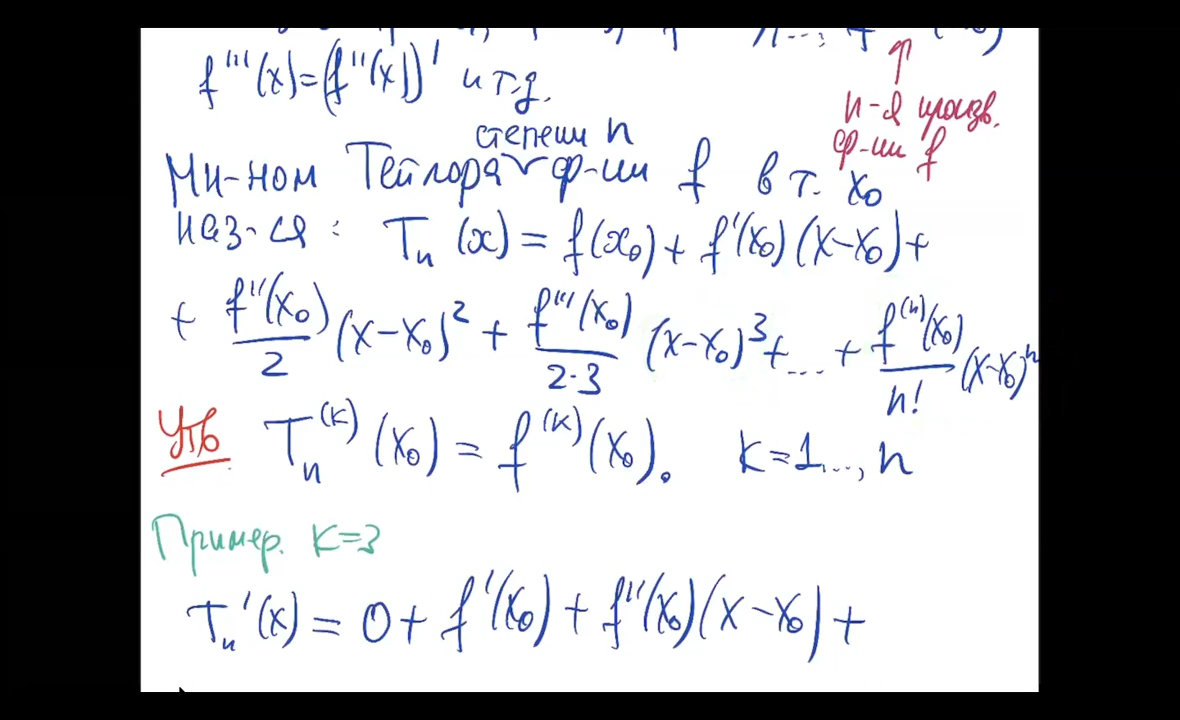 f'''(x)=(f''(x))' и т.д.
n-я произв.
ф-ии f
степени n
Мн-ном Тейлора ф-ии f в т. x₀
наз-ся: Tₙ(x) = f(x₀) + f'(x₀)(x-x₀) +
+ f''(x₀)/2 (x-x₀)² + f'''(x₀)/2·3 (x-x₀)³ + ... + f⁽ⁿ⁾(x₀)/n! (x-x₀)ⁿ
Утв Tₙ⁽ᵏ⁾(x₀) = f⁽ᵏ⁾(x₀). k=1..., n
Пример. k=3
Tₙ'(x) = 0 + f'(x₀) + f''(x₀)(x-x₀) +